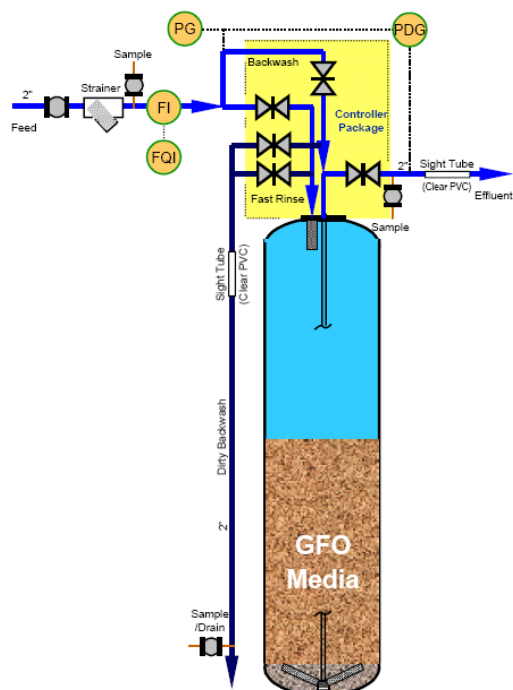 PG
PDG
Sample
Backwash
Strainer
2"
FI
Controller
Package
Feed
FQI
2"
Sight Tube
(Clear PVC)
Effluent
Fast Rinse
Sample
Sight Tube
(Clear PVC)
Dirty Backwash
2"
GFO
Media
Sample
/Drain